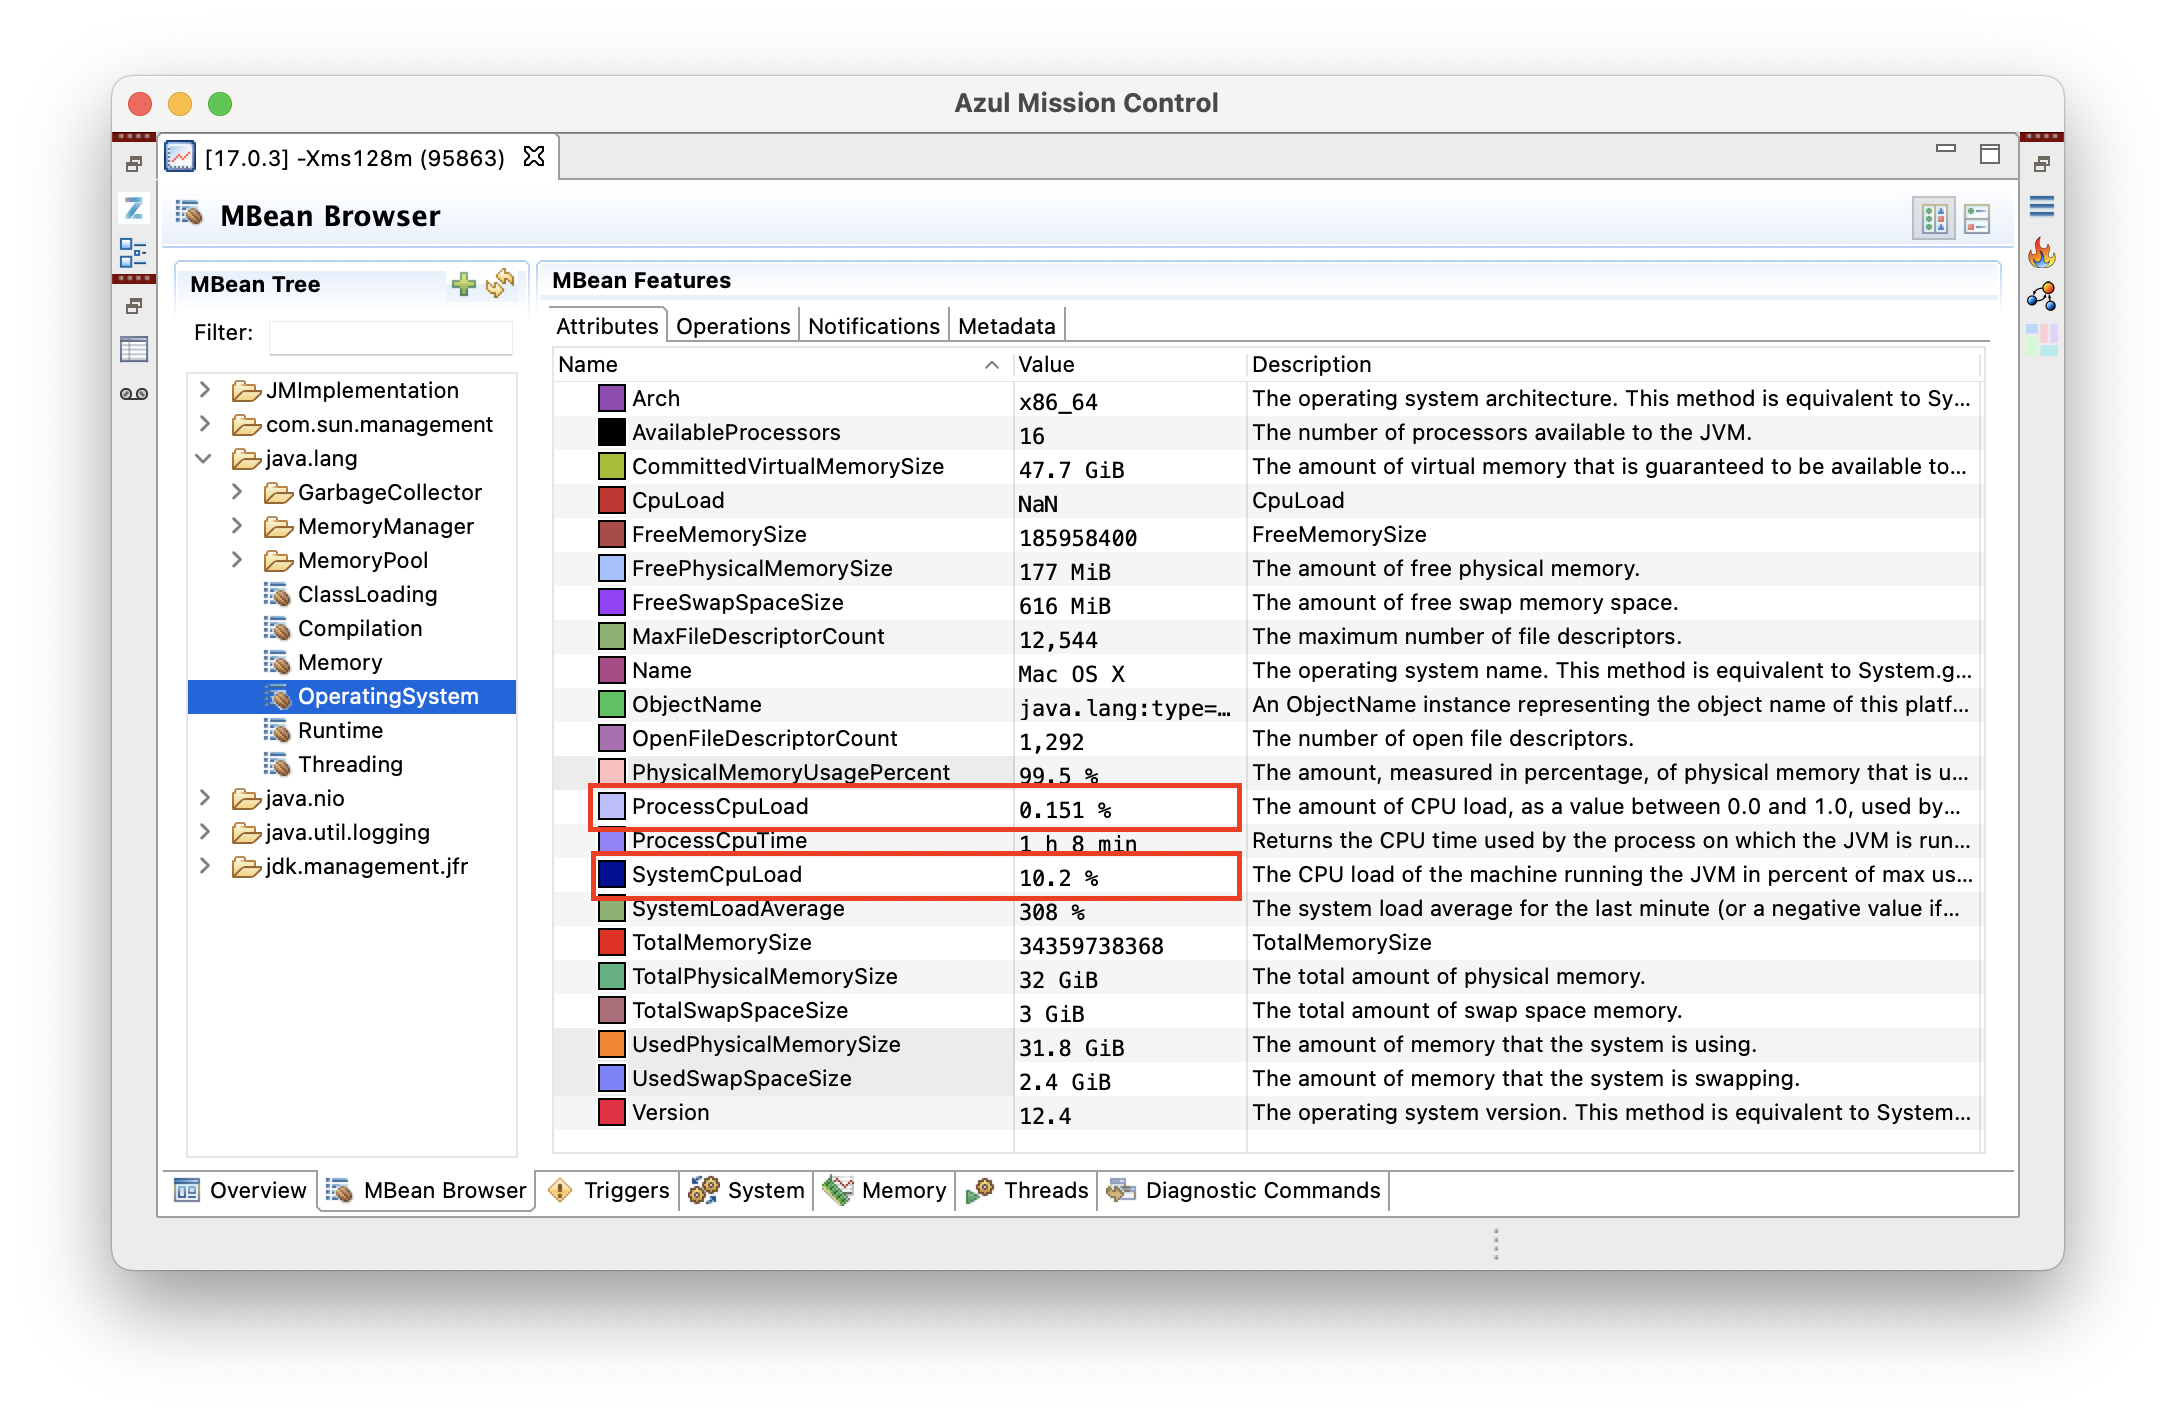 Azul Mission Control
[17.0.3] -Xms128m (95863)
MBean Browser
MBean Tree
Filter:
JMImplementation
com.sun.management
java.lang
GarbageCollector
MemoryManager
MemoryPool
ClassLoading
Compilation
Memory
OperatingSystem
Runtime
Threading
java.nio
java.util.logging
jdk.management.jfr
MBean Features
Attributes Operations Notifications Metadata
Name Value Description
Arch x86_64 The operating system architecture. This method is equivalent to Sy...
AvailableProcessors 16 The number of processors available to the JVM.
CommittedVirtualMemorySize 47.7 GiB The amount of virtual memory that is guaranteed to be available to...
CpuLoad NaN CpuLoad
FreeMemorySize 185958400 FreeMemorySize
FreePhysicalMemorySize 177 MiB The amount of free physical memory.
FreeSwapSpaceSize 616 MiB The amount of free swap memory space.
MaxFileDescriptorCount 12,544 The maximum number of file descriptors.
Name Mac OS X The operating system name. This method is equivalent to System.g...
ObjectName java.lang:type=... An ObjectName instance representing the object name of this platf...
OpenFileDescriptorCount 1,292 The number of open file descriptors.
PhysicalMemoryUsagePercent 99.5 % The amount, measured in percentage, of physical memory that is u...
ProcessCpuLoad 0.151 % The amount of CPU load, as a value between 0.0 and 1.0, used by...
ProcessCpuTime 1 h 8 min Returns the CPU time used by the process on which the JVM is run...
SystemCpuLoad 10.2 % The CPU load of the machine running the JVM in percent of max us...
SystemLoadAverage 308 % The system load average for the last minute (or a negative value if...
TotalMemorySize 34359738368 TotalMemorySize
TotalPhysicalMemorySize 32 GiB The total amount of physical memory.
TotalSwapSpaceSize 3 GiB The total amount of swap space memory.
UsedPhysicalMemorySize 31.8 GiB The amount of memory that the system is using.
UsedSwapSpaceSize 2.4 GiB The amount of memory that the system is swapping.
Version 12.4 The operating system version. This method is equivalent to System...
Overview MBean Browser Triggers System Memory Threads Diagnostic Commands